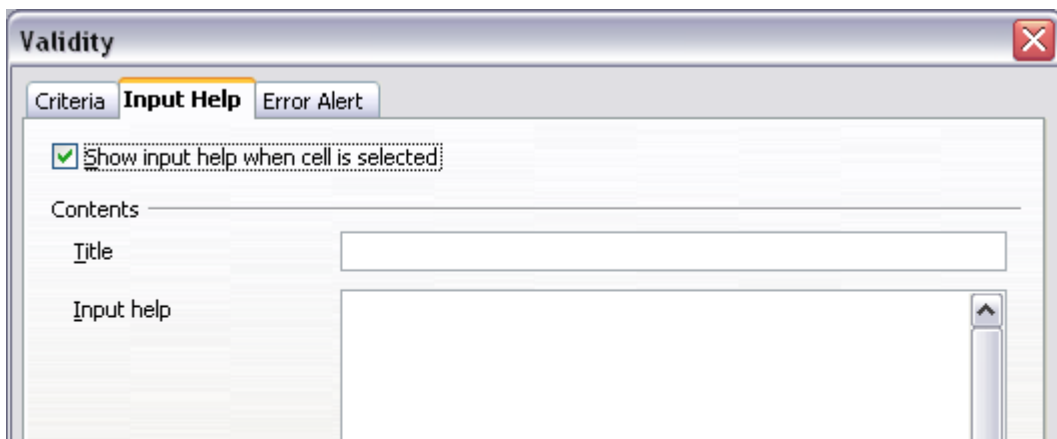 Validity
Criteria Input Help Error Alert
Show input help when cell is selected
Contents
Title
Input help